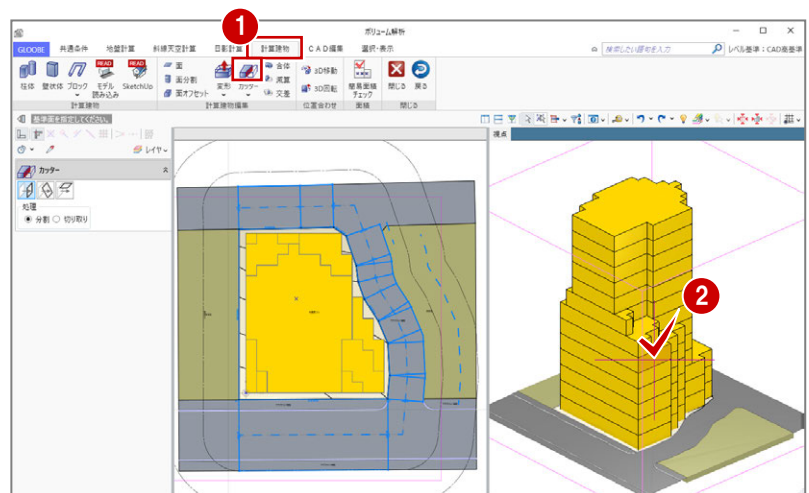 1
ボリューム解析
GLOOBE 共通条件 地盤計算 斜線天空計算 日影計算 計算建物 CAD編集 選択・表示 検索したい語句を入力 レベル基準：CAD高基準
柱体 壁状体 ブロック モデル読み込み SketchUp 面 面分割 面オフセット 変形 カッター 合体 減算 交差 3D移動 3D回転 簡易面積チェック 閉じる 戻る
READ READ
計算建物 計算建物編集 位置合わせ 面積 閉じる
基準面を指定してください。
レイヤ
視点
カッター
処理
分割 切り取り
2